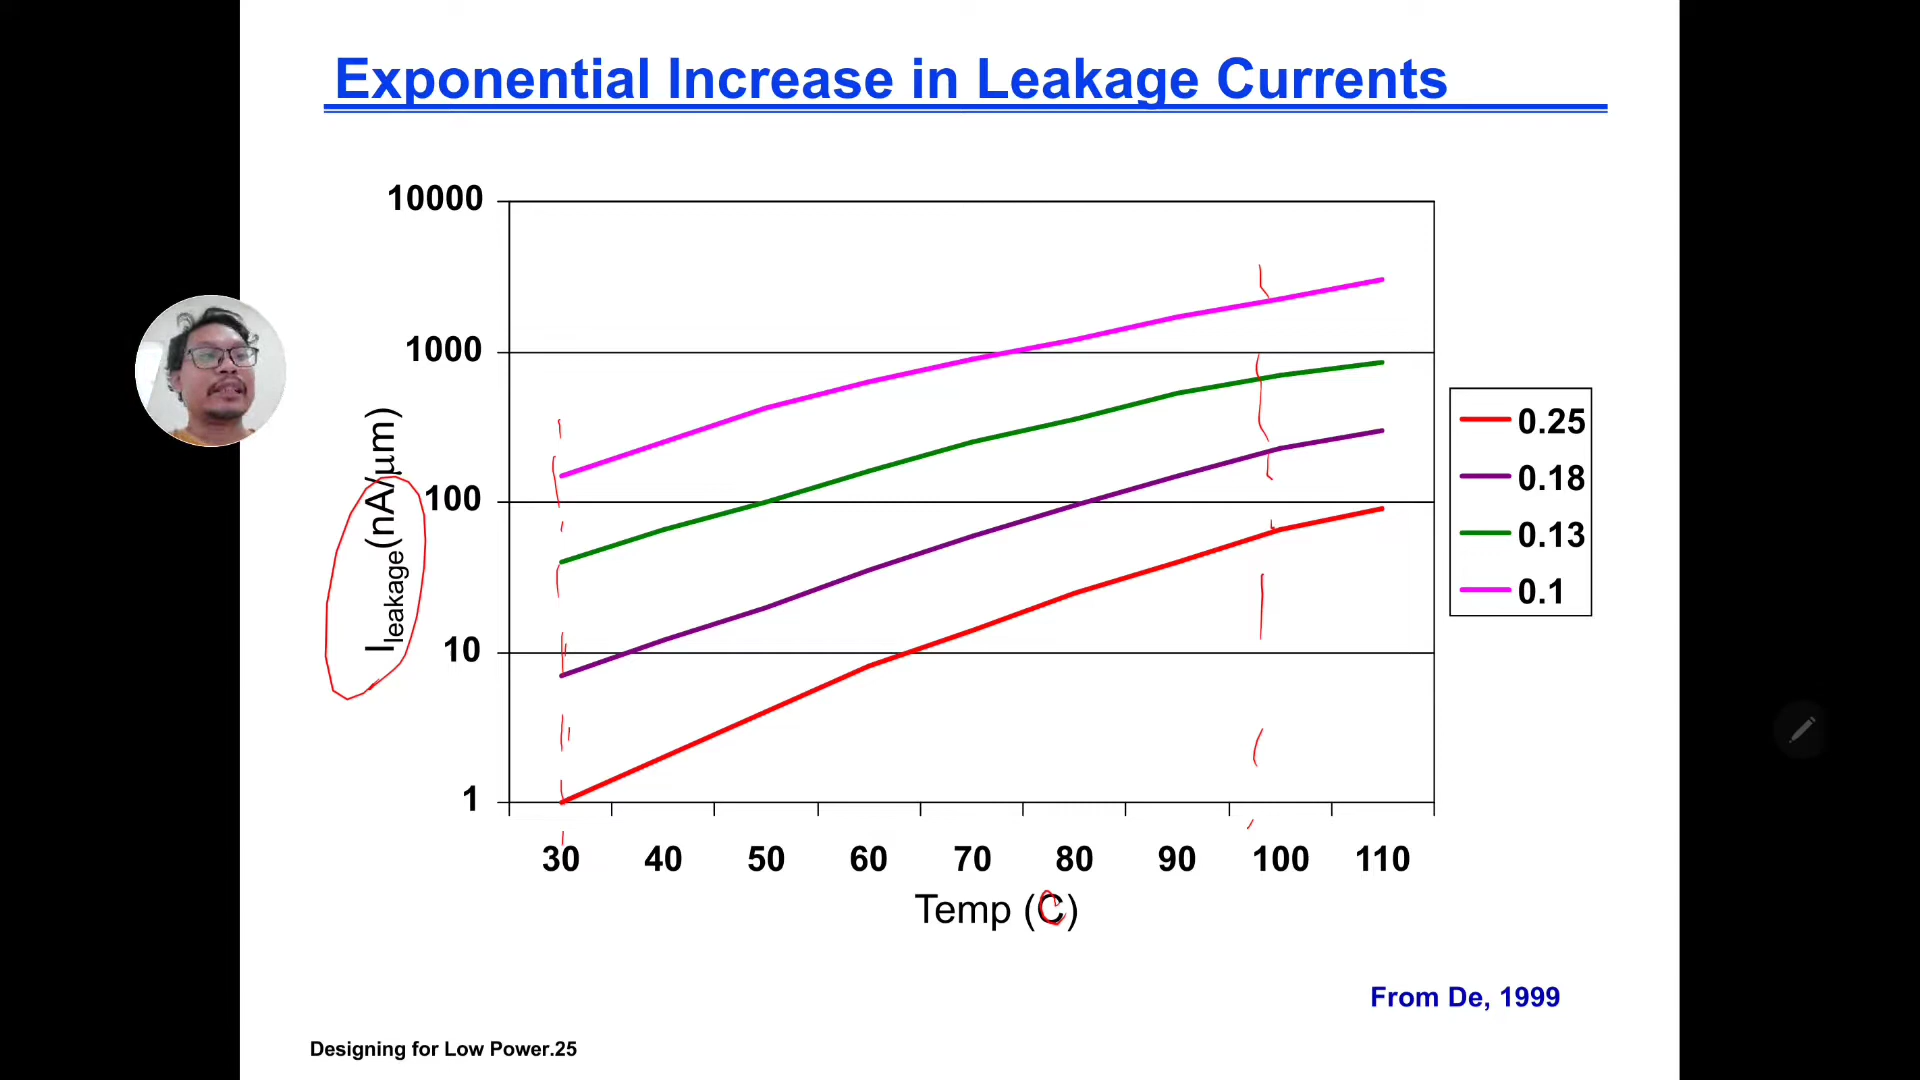 Exponential Increase in Leakage Currents
10000
1000
100
10
1
Ileakage(nA/μm)
30 40 50 60 70 80 90 100 110
Temp (C)
0.25
0.18
0.13
0.1
From De, 1999
Designing for Low Power.25